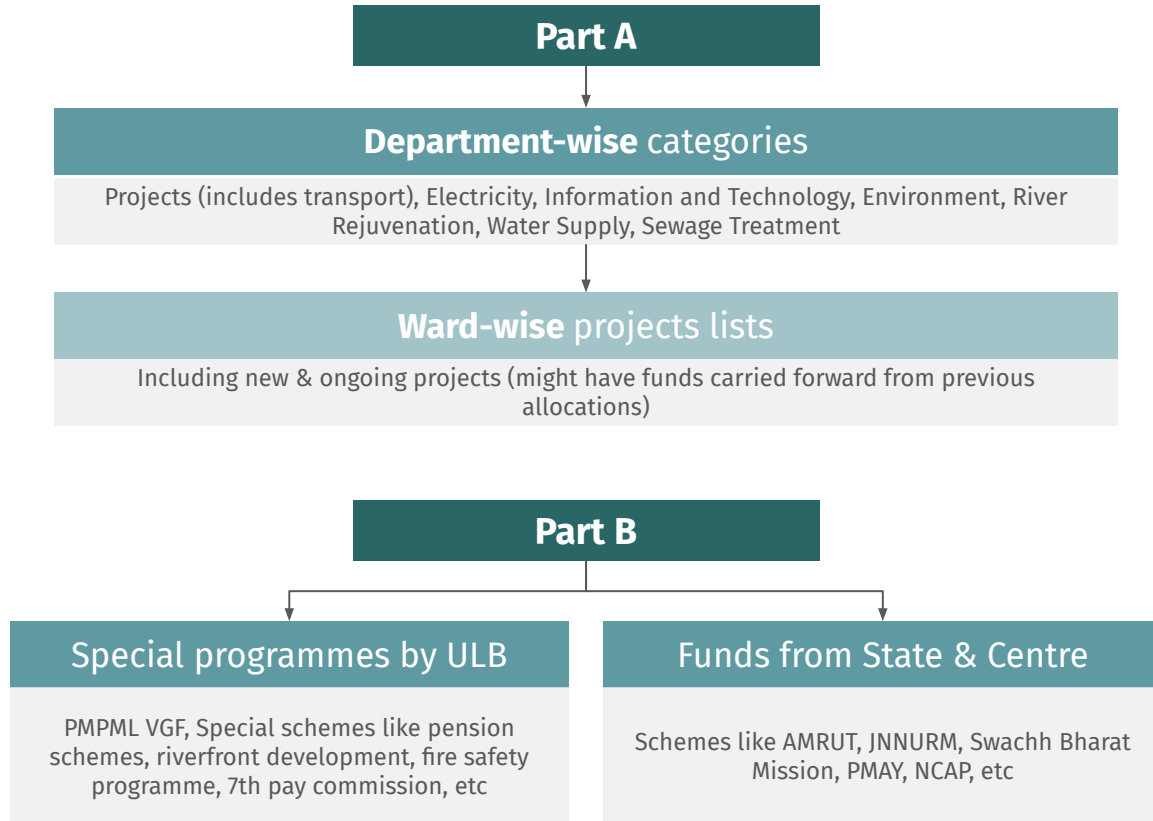 Part A
Department-wise categories
Projects (includes transport), Electricity, Information and Technology, Environment, River
Rejuvenation, Water Supply, Sewage Treatment
Ward-wise projects lists
Including new & ongoing projects (might have funds carried forward from previous
allocations)
Part B
Special programmes by ULB
PMPML VGF, Special schemes like pension
schemes, riverfront development, fire safety
programme, 7th pay commission, etc
Funds from State & Centre
Schemes like AMRUT, JNNURM, Swachh Bharat
Mission, PMAY, NCAP, etc